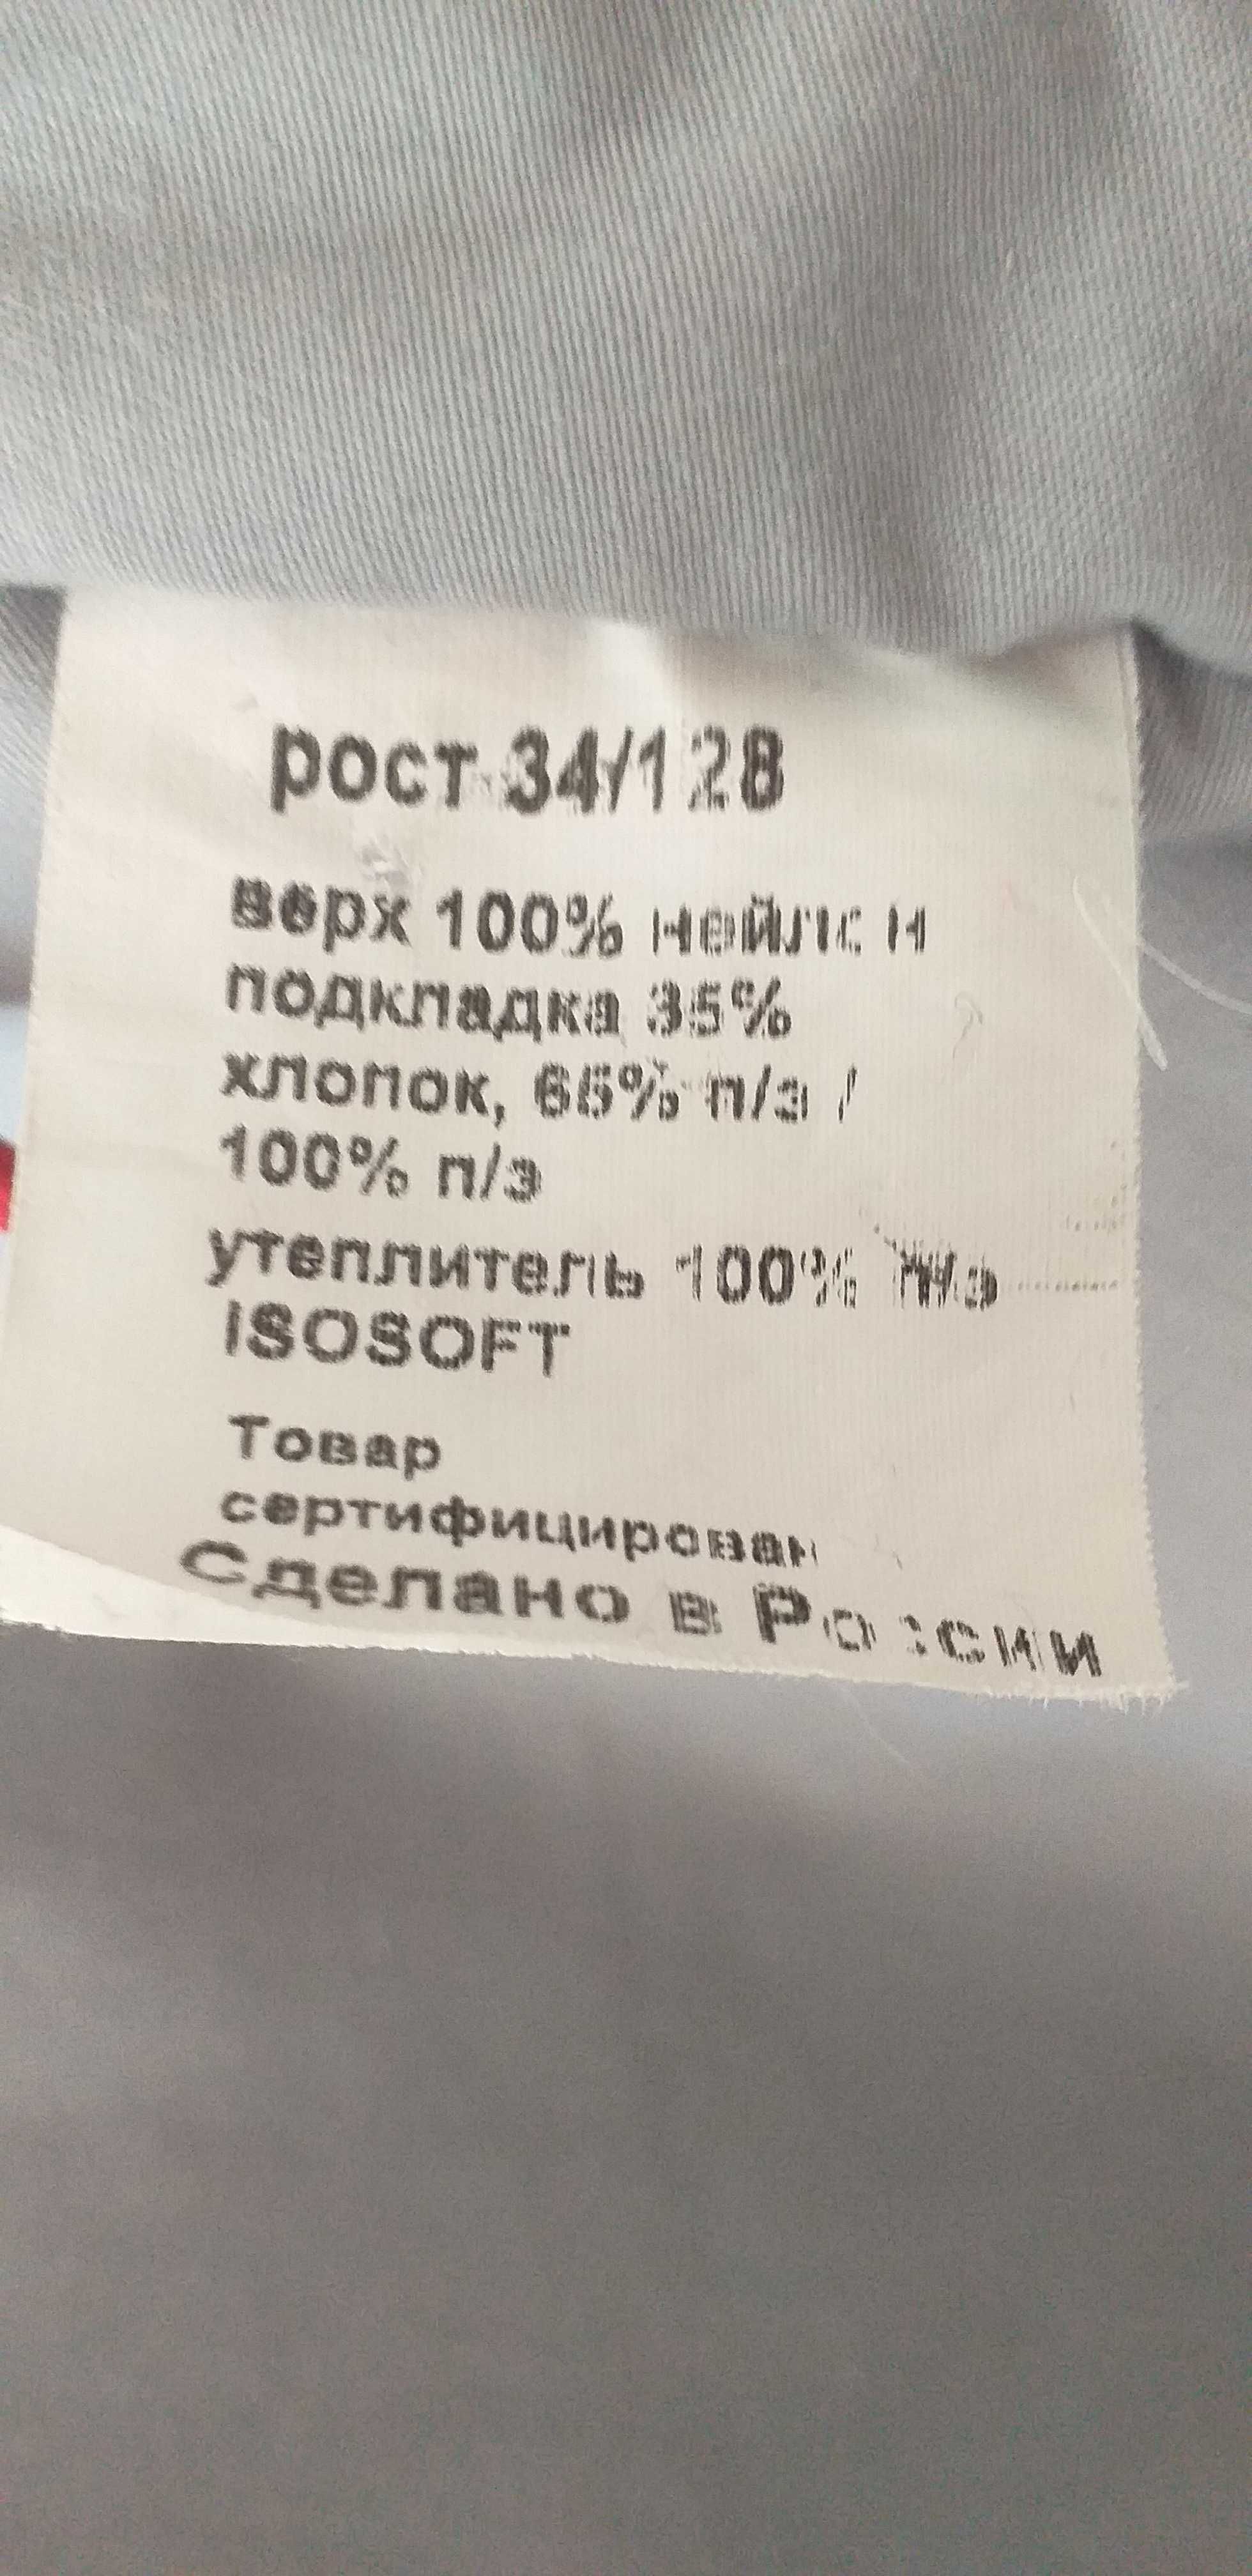 рост 34/128
верх 100% нейлон
подкладка 35%
хлопок, 65% п/э /
100% п/э
утеплитель 100% п/э
ISOSOFT
Товар
сертифицирован
Сделано в России